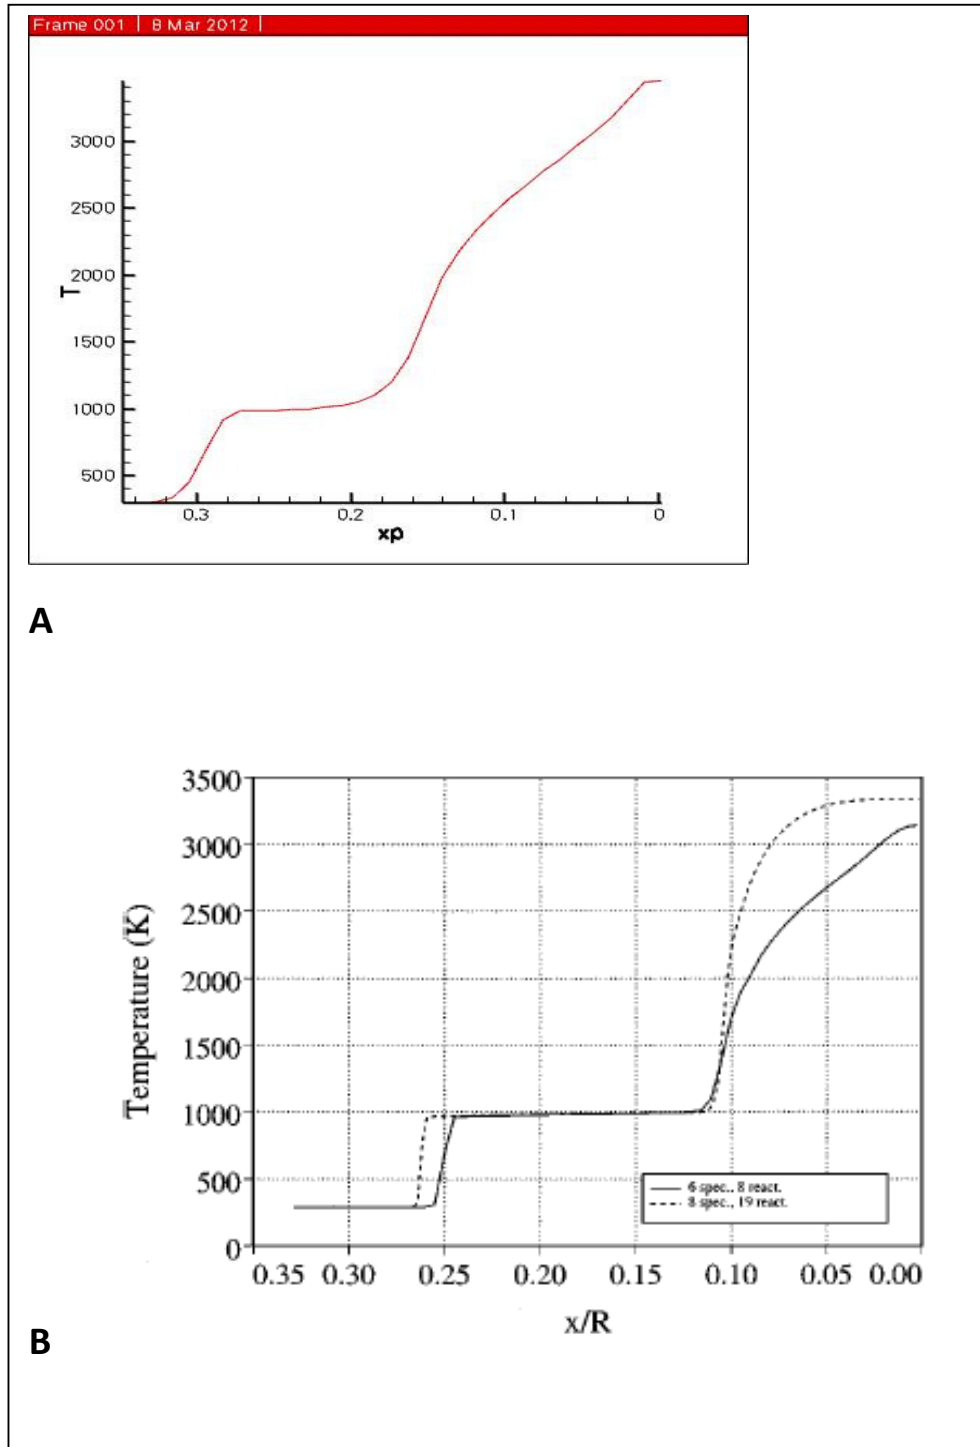 Frame 001 | 8 Mar 2012 |
3000
2500
2000
T
1500
1000
500
0.3 0.2 0.1 0
xp
A
3500
3000
2500
2000
1500
1000
500
0
Temperature (K)
6 spec., 8 react.
8 spec., 19 react.
0.35 0.30 0.25 0.20 0.15 0.10 0.05 0.00
x/R
B